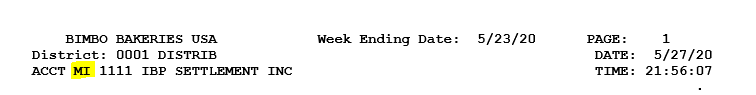 BIMBO BAKERIES USA Week Ending Date: 5/23/20 PAGE: 1
District: 0001 DISTRIB DATE: 5/27/20
ACCT MI 1111 IBP SETTLEMENT INC TIME: 21:56:07
.